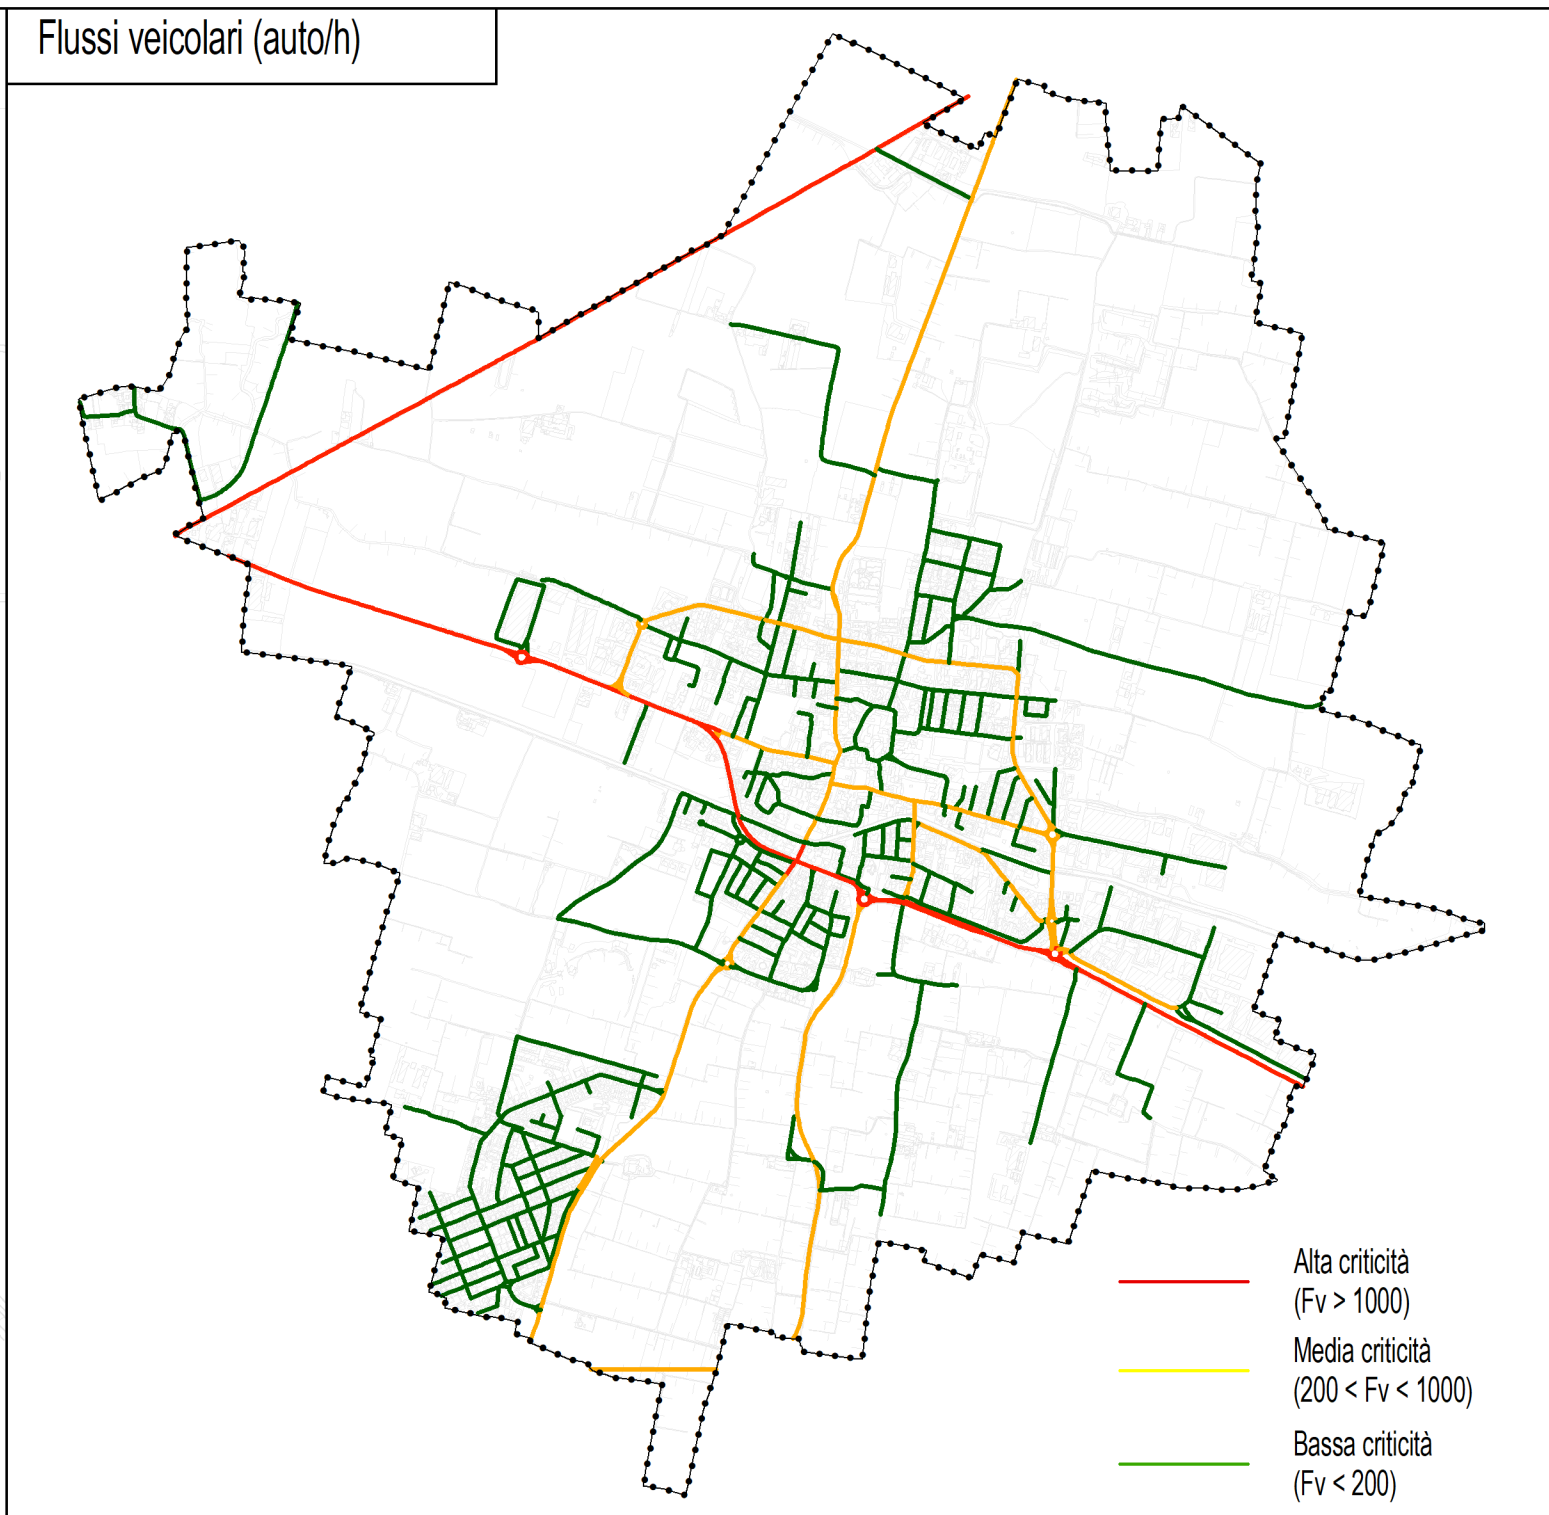 Flussi veicolari (auto/h)
Alta criticità
(Fv > 1000)
Media criticità
(200 < Fv < 1000)
Bassa criticità
(Fv < 200)